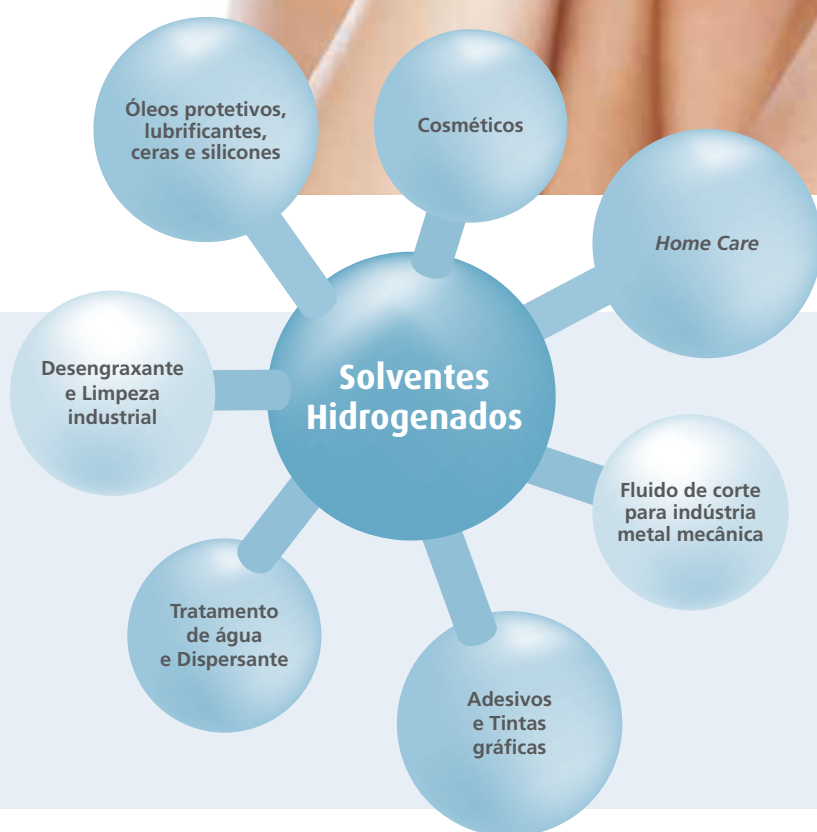 Óleos protetivos,
lubrificantes,
ceras e silicones
Cosméticos
Home Care
Desengraxante
e Limpeza
industrial
Solventes
Hidrogenados
Fluido de corte
para indústria
metal mecânica
Tratamento
de água
e Dispersante
Adesivos
e Tintas
gráficas